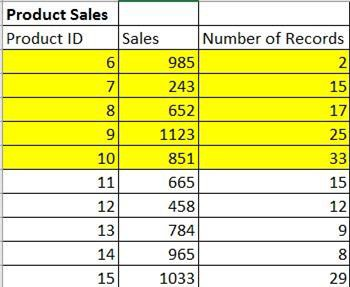 Product Sales
Product ID Sales Number of Records
6 985 2
7 243 15
8 652 17
9 1123 25
10 851 33
11 665 15
12 458 12
13 784 9
14 965 8
15 1033 29